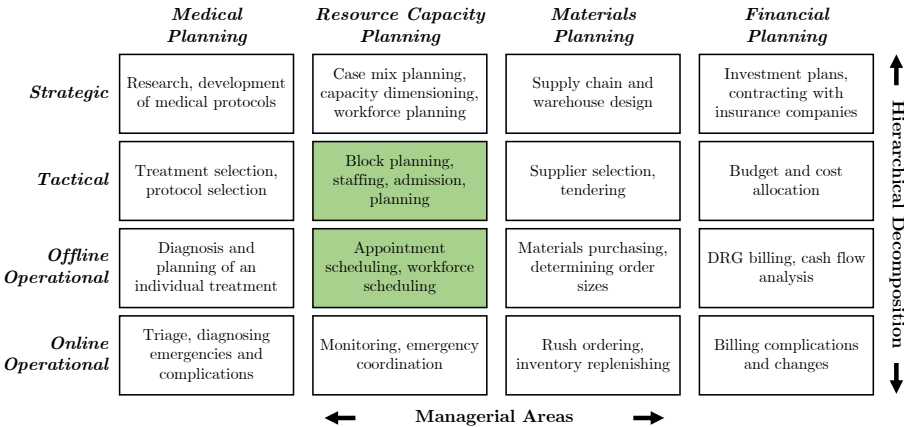 Medical
Planning
Resource Capacity
Planning
Materials
Planning
Financial
Planning
Strategic
Research, development
of medical protocols
Case mix planning,
capacity dimensioning,
workforce planning
Supply chain and
warehouse design
Investment plans,
contracting with
insurance companies
Tactical
Treatment selection,
protocol selection
Block planning,
staffing, admission,
planning
Supplier selection,
tendering
Budget and cost
allocation
Offline
Operational
Diagnosis and
planning of an
individual treatment
Appointment
scheduling, workforce
scheduling
Materials purchasing,
determining order
sizes
DRG billing, cash flow
analysis
Online
Operational
Triage, diagnosing
emergencies and
complications
Monitoring, emergency
coordination
Rush ordering,
inventory replenishing
Billing complications
and changes
Hierarchical Decomposition
Managerial Areas